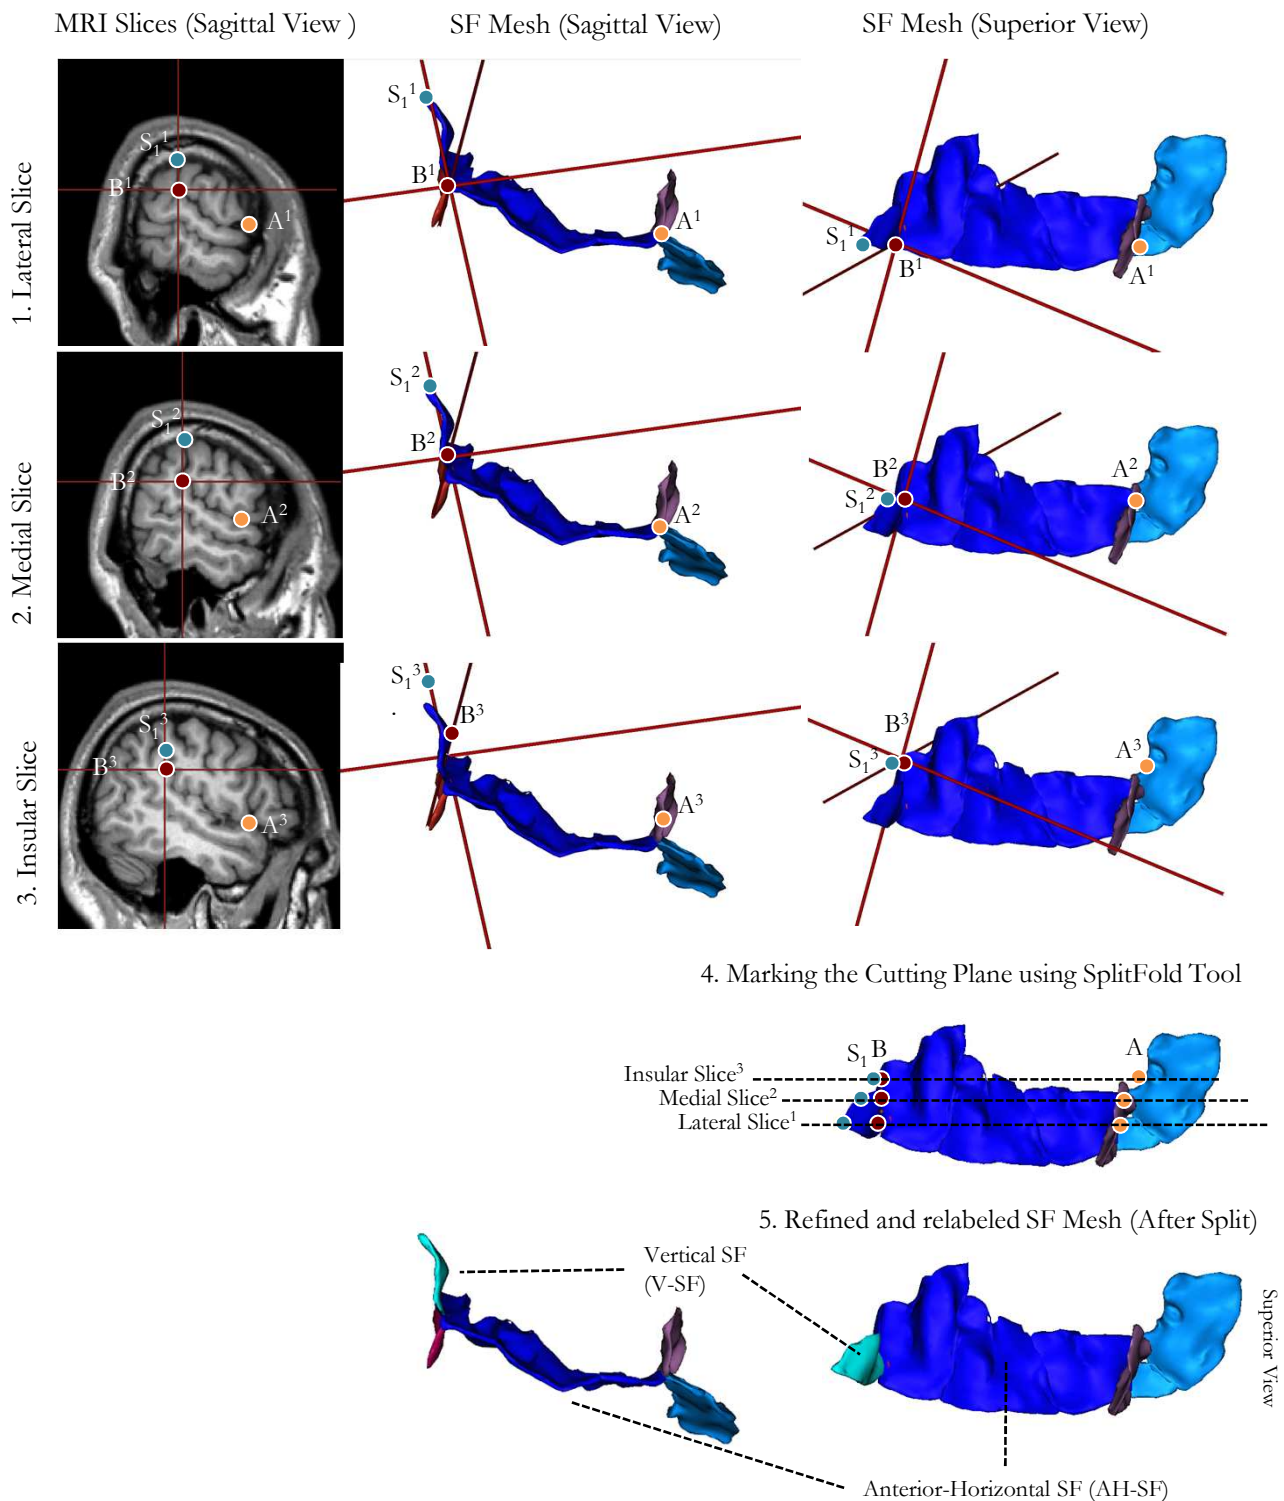 MRI Slices (Sagittal View )
SF Mesh (Sagittal View)
SF Mesh (Superior View)
1. Lateral Slice
S₁¹
B¹
A¹
S₁¹
B¹
A¹
S₁¹
B¹
A¹
2. Medial Slice
S₁²
B²
A²
S₁²
B²
A²
B²
S₁²
A²
3. Insular Slice
S₁³
B³
A³
S₁³
B³
A³
B³
S₁³
A³
4. Marking the Cutting Plane using SplitFold Tool
S₁ B
A
Insular Slice³
Medial Slice²
Lateral Slice¹
5. Refined and relabeled SF Mesh (After Split)
Vertical SF
(V-SF)
Superior View
Anterior-Horizontal SF (AH-SF)